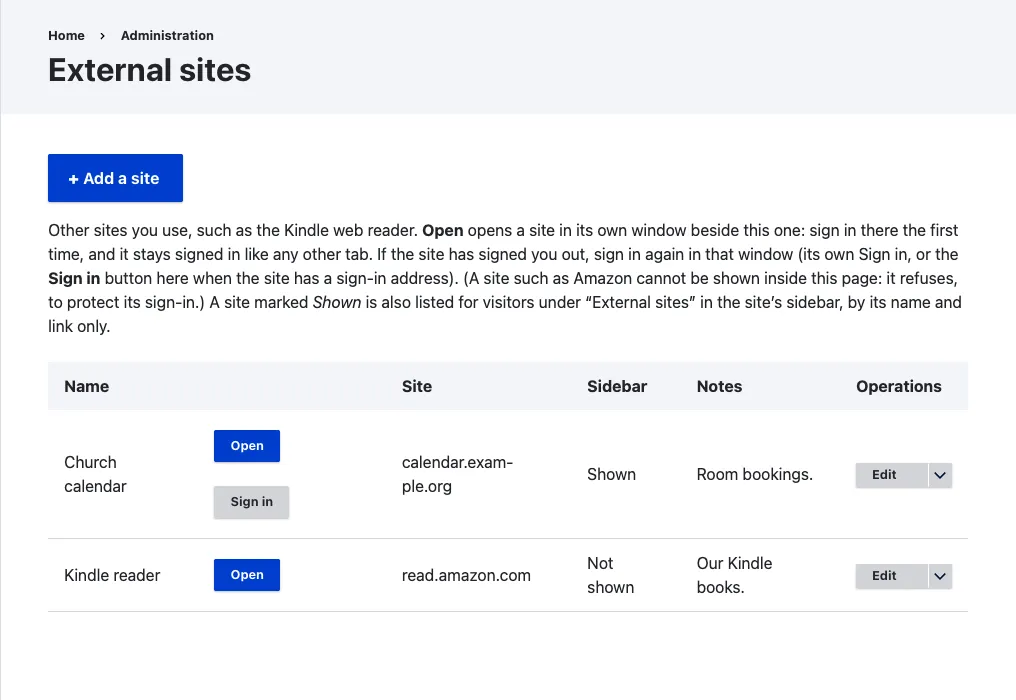 Home › Administration
External sites
+ Add a site
Other sites you use, such as the Kindle web reader. Open opens a site in its own window beside this one: sign in there the first
time, and it stays signed in like any other tab. If the site has signed you out, sign in again in that window (its own Sign in, or the
Sign in button here when the site has a sign-in address). (A site such as Amazon cannot be shown inside this page: it refuses,
to protect its sign-in.) A site marked Shown is also listed for visitors under “External sites” in the site’s sidebar, by its name and
link only.
Name Site Sidebar Notes Operations
Church
calendar
Open
Sign in
calendar.exam-
ple.org
Shown
Room bookings.
Edit
Kindle reader
Open
read.amazon.com
Not
shown
Our Kindle
books.
Edit